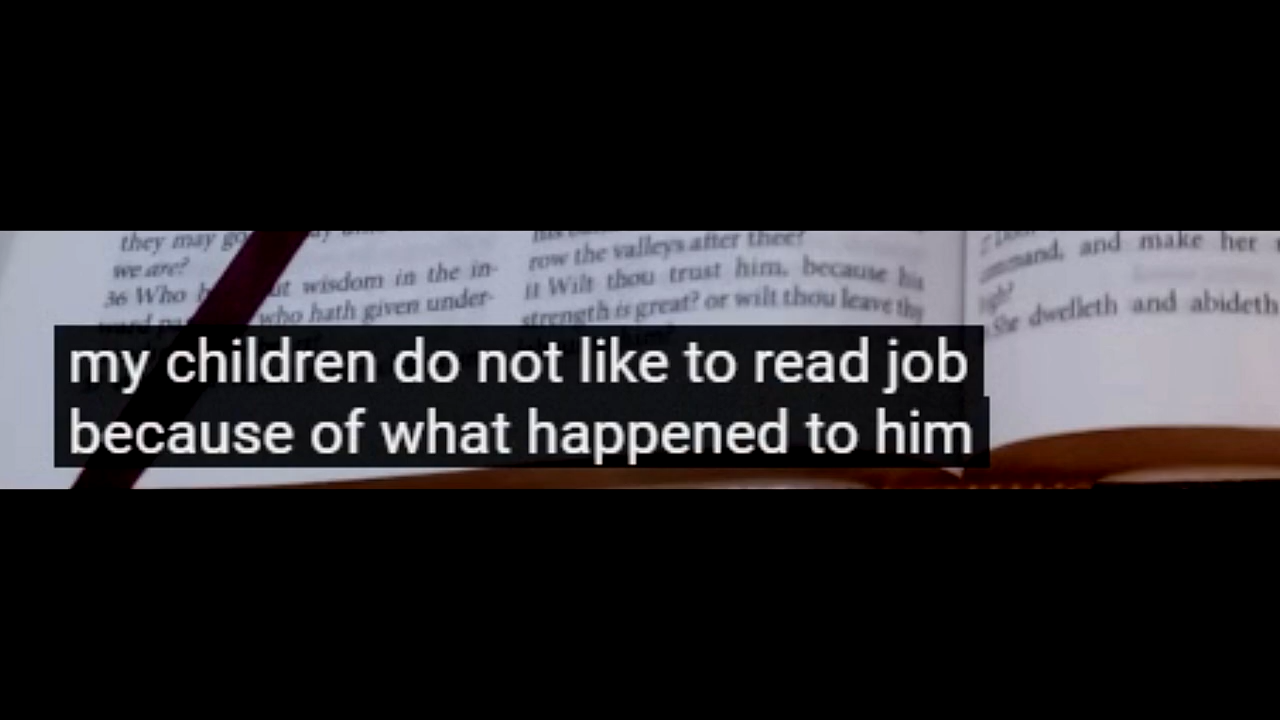 they may go
we are?
36 Who wisdom in the in-
who hath given under-
row the valleys after thee?
11 Wilt thou trust him, because his
strength is great? or wilt thou leave thy
and make her
dwelleth and abideth
my children do not like to read job
because of what happened to him